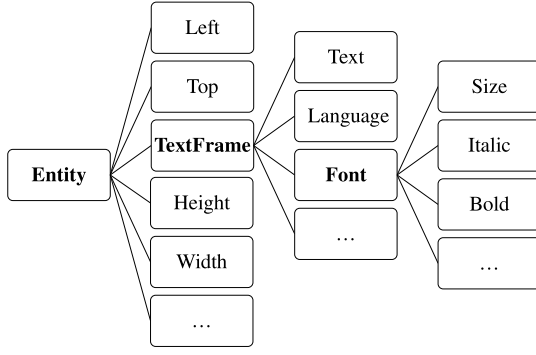 Entity
Left
Top
TextFrame
Height
Width
…
Text
Language
Font
…
Size
Italic
Bold
…